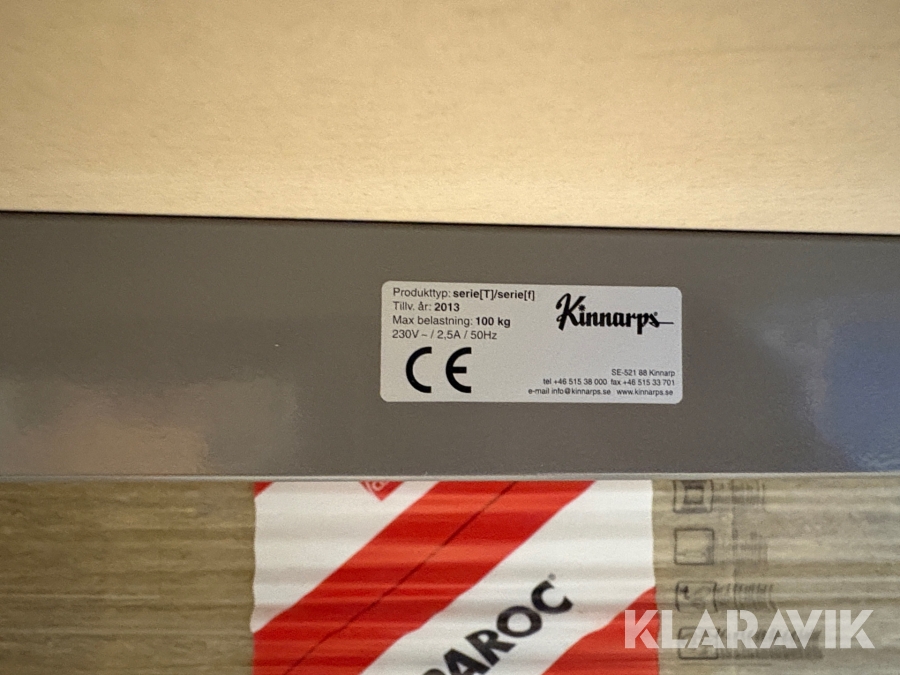 Produkttyp: serie[T]/serie[f]
Tillv. år: 2013
Max belastning: 100 kg
230V ~ / 2,5A / 50Hz
CE
Kinnarps
SE-521 88 Kinnarp
tel +46 515 38 000 fax +46 515 33 701
e-mail info@kinnarps.se www.kinnarps.se
PAROC®
KLARAVIK